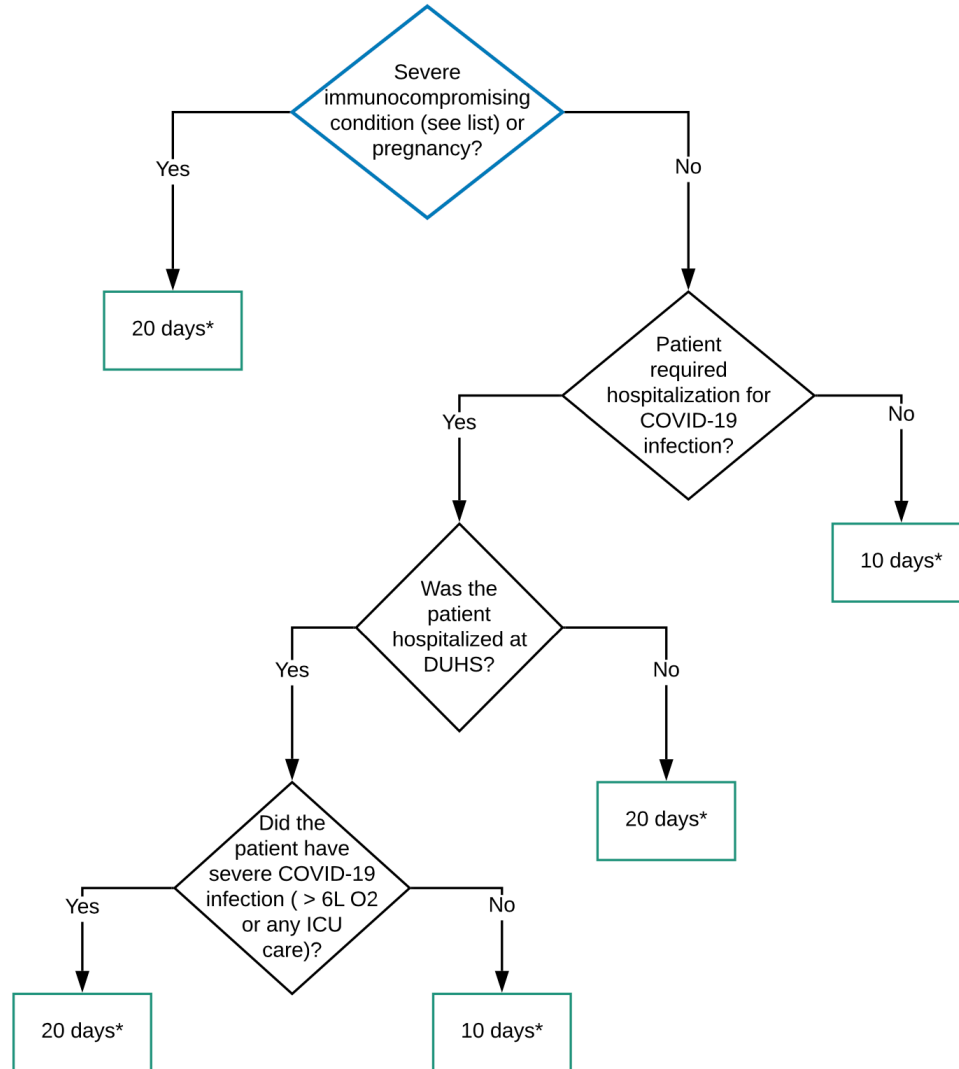 Severe
immunocompromising
condition (see list) or
pregnancy?
Yes
No
20 days*
Patient
required
hospitalization for
COVID-19
infection?
Yes
No
10 days*
Was the
patient
hospitalized at
DUHS?
Yes
No
20 days*
Did the
patient have
severe COVID-19
infection ( > 6L O2
or any ICU
care)?
Yes
No
20 days*
10 days*